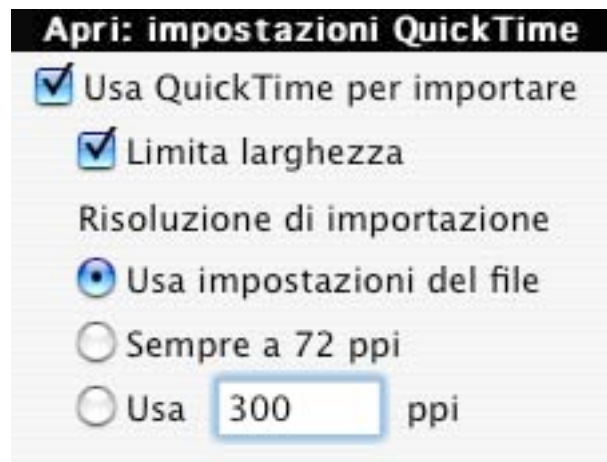 Apri: impostazioni QuickTime
Usa QuickTime per importare
Limita larghezza
Risoluzione di importazione
Usa impostazioni del file
Sempre a 72 ppi
Usa 300 ppi